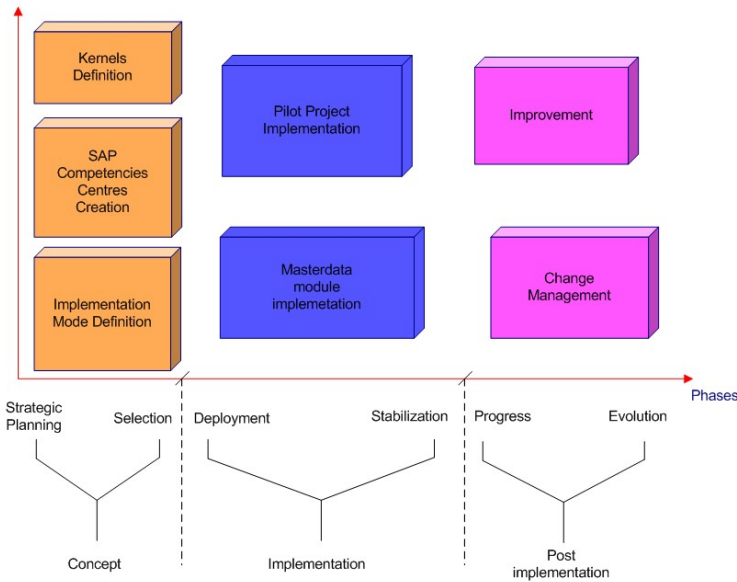 Kernels
Definition
SAP
Competencies
Centres
Creation
Implementation
Mode Definition
Pilot Project
Implementation
Masterdata
module
implemetation
Improvement
Change
Management
Phases
Strategic
Planning
Selection
Deployment
Stabilization
Progress
Evolution
Concept
Implementation
Post
implementation